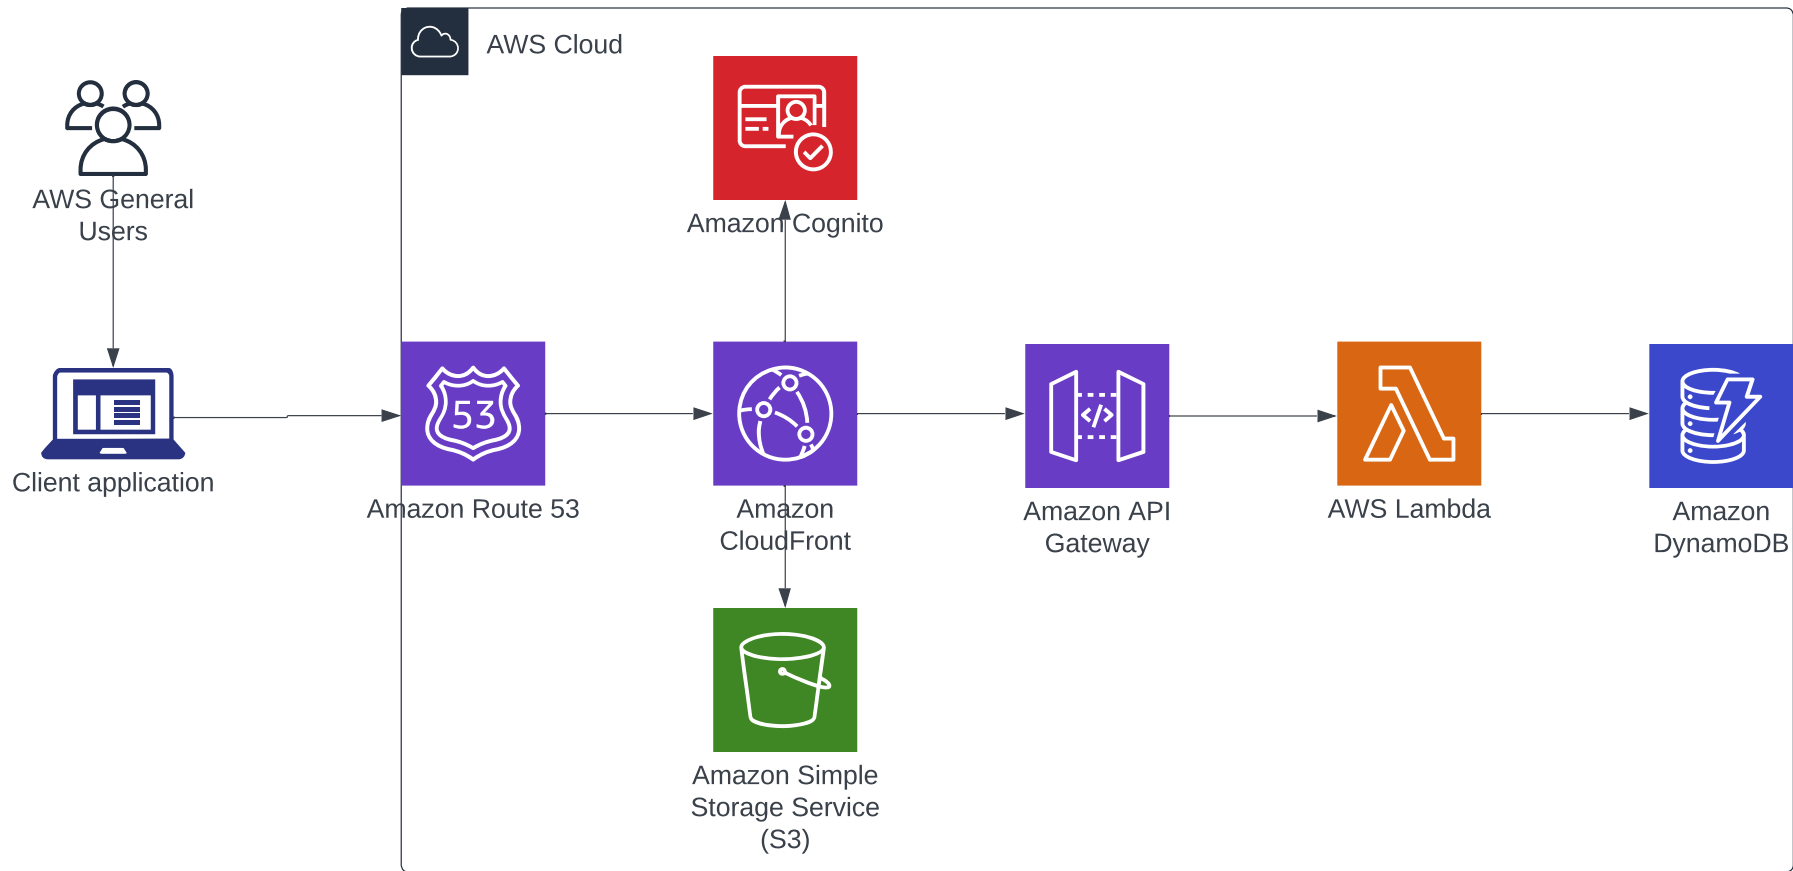 AWS Cloud
AWS General
Users
Amazon Cognito
Client application
53
Amazon Route 53
Amazon
CloudFront
</>
Amazon API
Gateway
AWS Lambda
Amazon
DynamoDB
Amazon Simple
Storage Service
(S3)